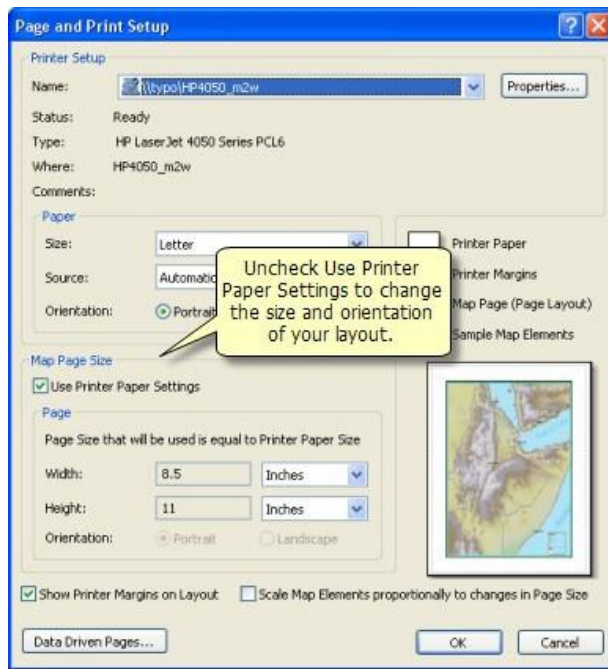 Page and Print Setup
Printer Setup
Name: \\typo\HP4050_m2w Properties...
Status: Ready
Type: HP LaserJet 4050 Series PCL6
Where: HP4050_m2w
Comments:
Paper
Size: Letter
Source: Automatic
Orientation: Portrait
Printer Paper
Printer Margins
Map Page (Page Layout)
Sample Map Elements
Uncheck Use Printer
Paper Settings to change
the size and orientation
of your layout.
Map Page Size
Use Printer Paper Settings
Page
Page Size that will be used is equal to Printer Paper Size
Width: 8.5 Inches
Height: 11 Inches
Orientation: Portrait Landscape
Show Printer Margins on Layout Scale Map Elements proportionally to changes in Page Size
Data Driven Pages... OK Cancel